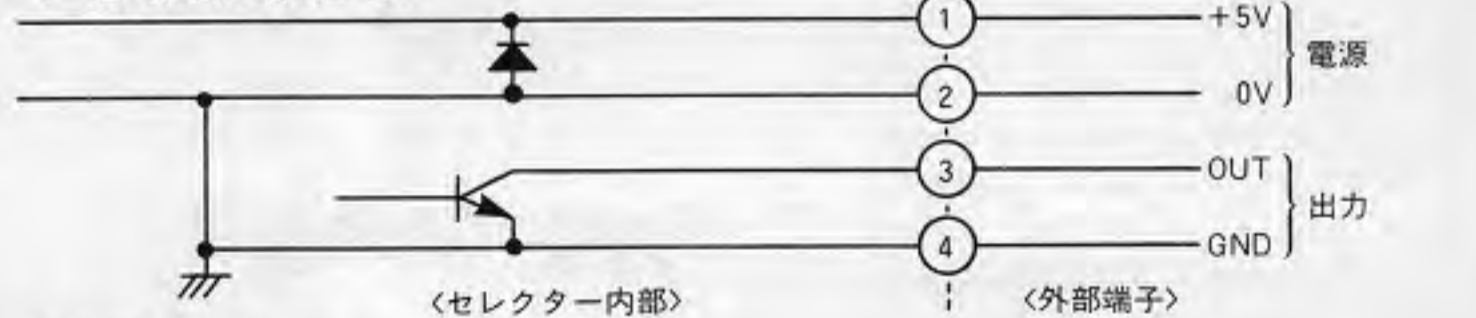 ① +5V
電源
② 0V
③ OUT
出力
④ GND
〈セレクター内部〉 〈外部端子〉